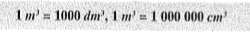 1 m³ = 1000 dm³, 1 m³ = 1 000 000 cm³